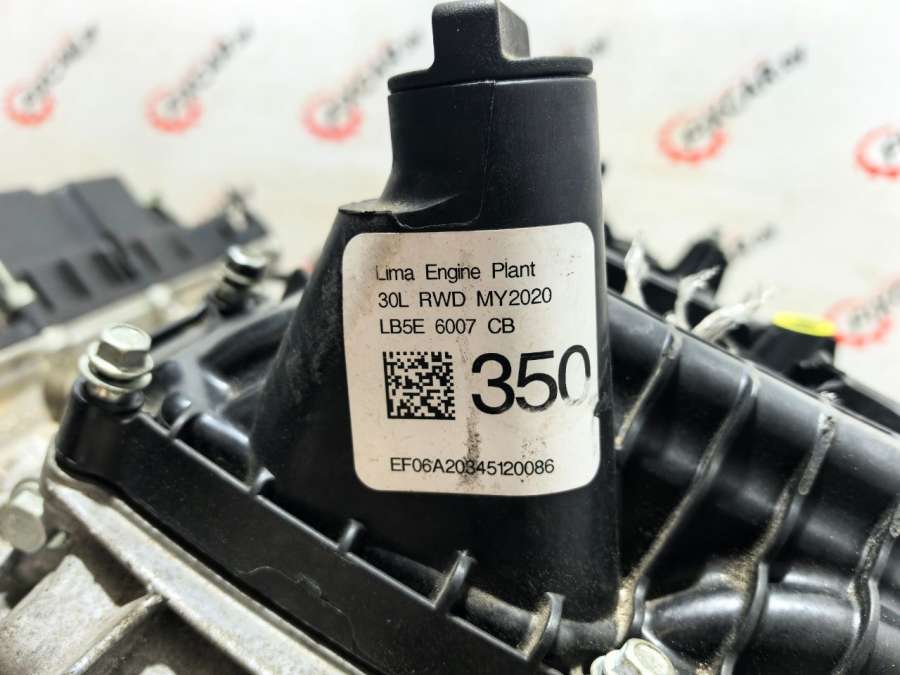 Lima Engine Plant
30L RWD MY2020
LB5E 6007 CB
350
EF06A20345120086